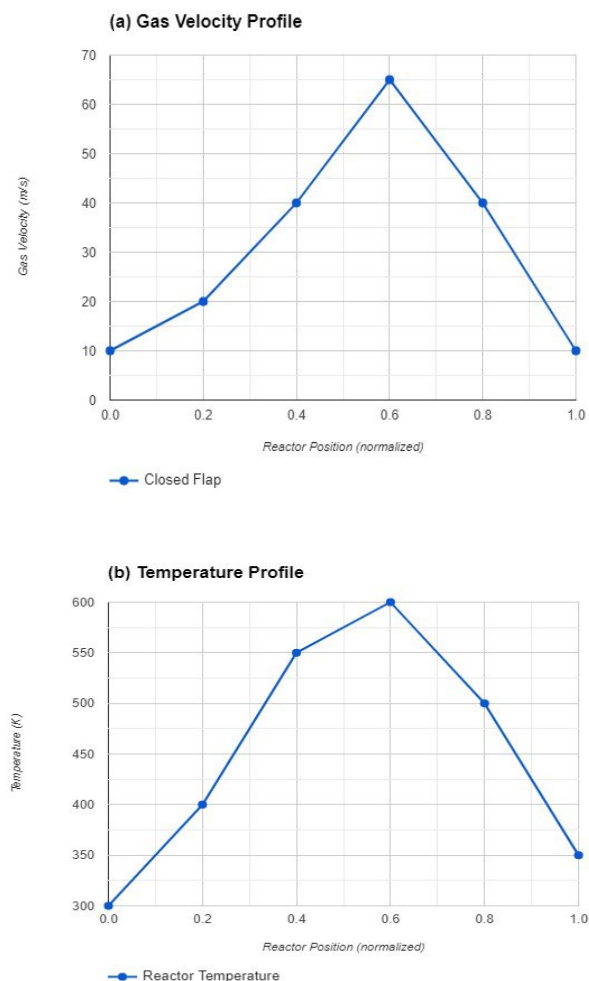 (a) Gas Velocity Profile
70
60
50
40
30
20
10
0
Gas Velocity (m/s)
0.0 0.2 0.4 0.6 0.8 1.0
Reactor Position (normalized)
Closed Flap
(b) Temperature Profile
600
550
500
450
400
350
300
Temperature (K)
0.0 0.2 0.4 0.6 0.8 1.0
Reactor Position (normalized)
Reactor Temperature